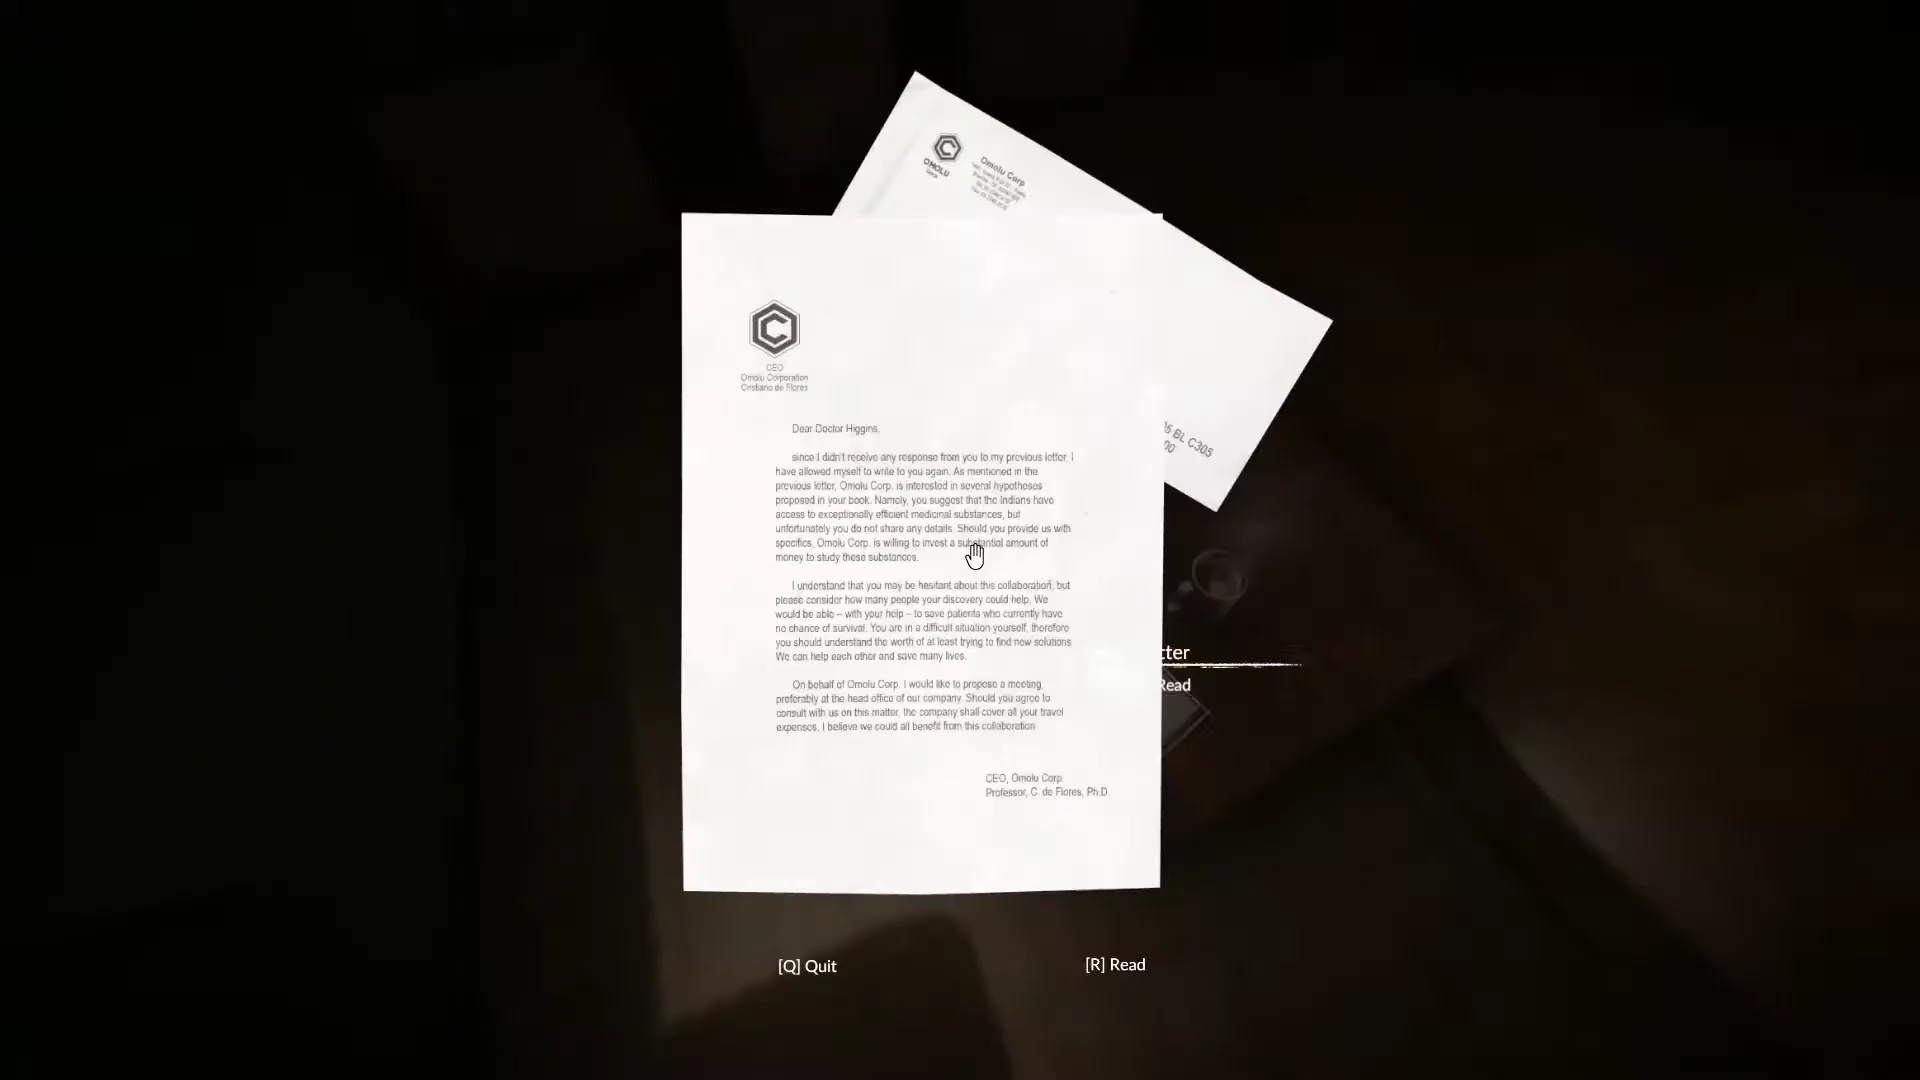 OMOLU
Omolu Corp
CEO
Omolu Corporation
Cristiano de Flores
Dear Doctor Higgins,
since I didn't receive any response from you to my previous letter, I
have allowed myself to write to you again. As mentioned in the
previous letter, Omolu Corp. is interested in several hypotheses
proposed in your book. Namely, you suggest that the Indians have
access to exceptionally efficient medicinal substances, but
unfortunately you do not share any details. Should you provide us with
specifics, Omolu Corp. is willing to invest a substantial amount of
money to study these substances.
I understand that you may be hesitant about this collaboration, but
please consider how many people your discovery could help. We
would be able – with your help – to save patients who currently have
no chance of survival. You are in a difficult situation yourself, therefore
you should understand the worth of at least trying to find new solutions
We can help each other and save many lives.
On behalf of Omolu Corp. I would like to propose a meeting,
preferably at the head office of our company. Should you agree to
consult with us on this matter, the company shall cover all your travel
expenses. I believe we could all benefit from this collaboration
CEO, Omolu Corp.
Professor, C. de Flores, Ph.D.
5 BL C305
00
tter
Read
[Q] Quit
[R] Read